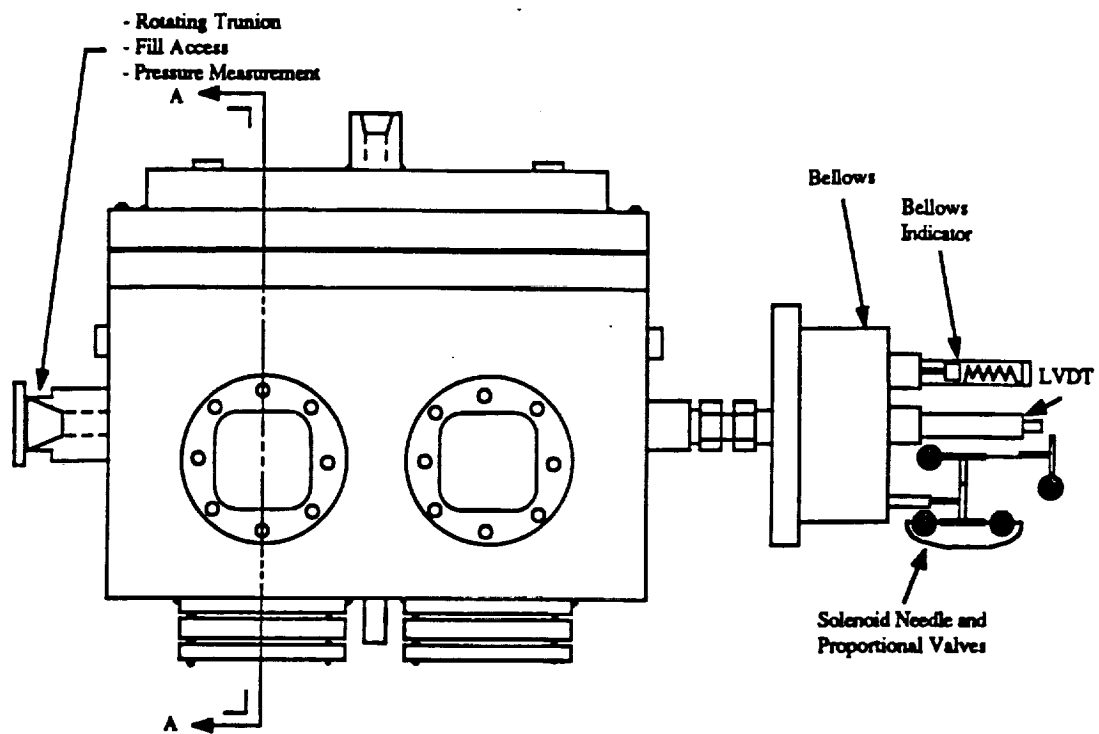 - Rotating Trunion
- Fill Access
- Pressure Measurement
A
Bellows
Bellows
Indicator
LVDT
Solenoid Needle and
Proportional Valves
A